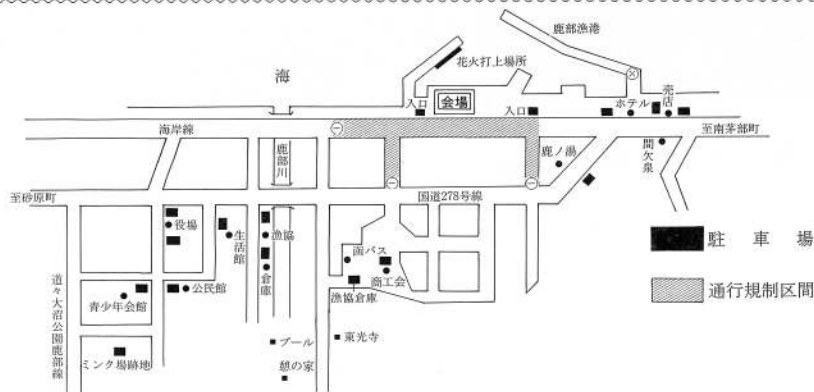 鹿部漁港
花火打上場所
海
売店
ホテル
入口
会場
入口
海岸線
至南茅部町
鹿部川
鹿ノ湯
間欠泉
至砂原町
国道278号線
役場
生活館
漁協
倉庫
函バス
商工会
漁協倉庫
公民館
青少年会館
道々大沼公園鹿部線
ミンク場跡地
プール
憩の家
東光寺
駐車場
通行規制区間